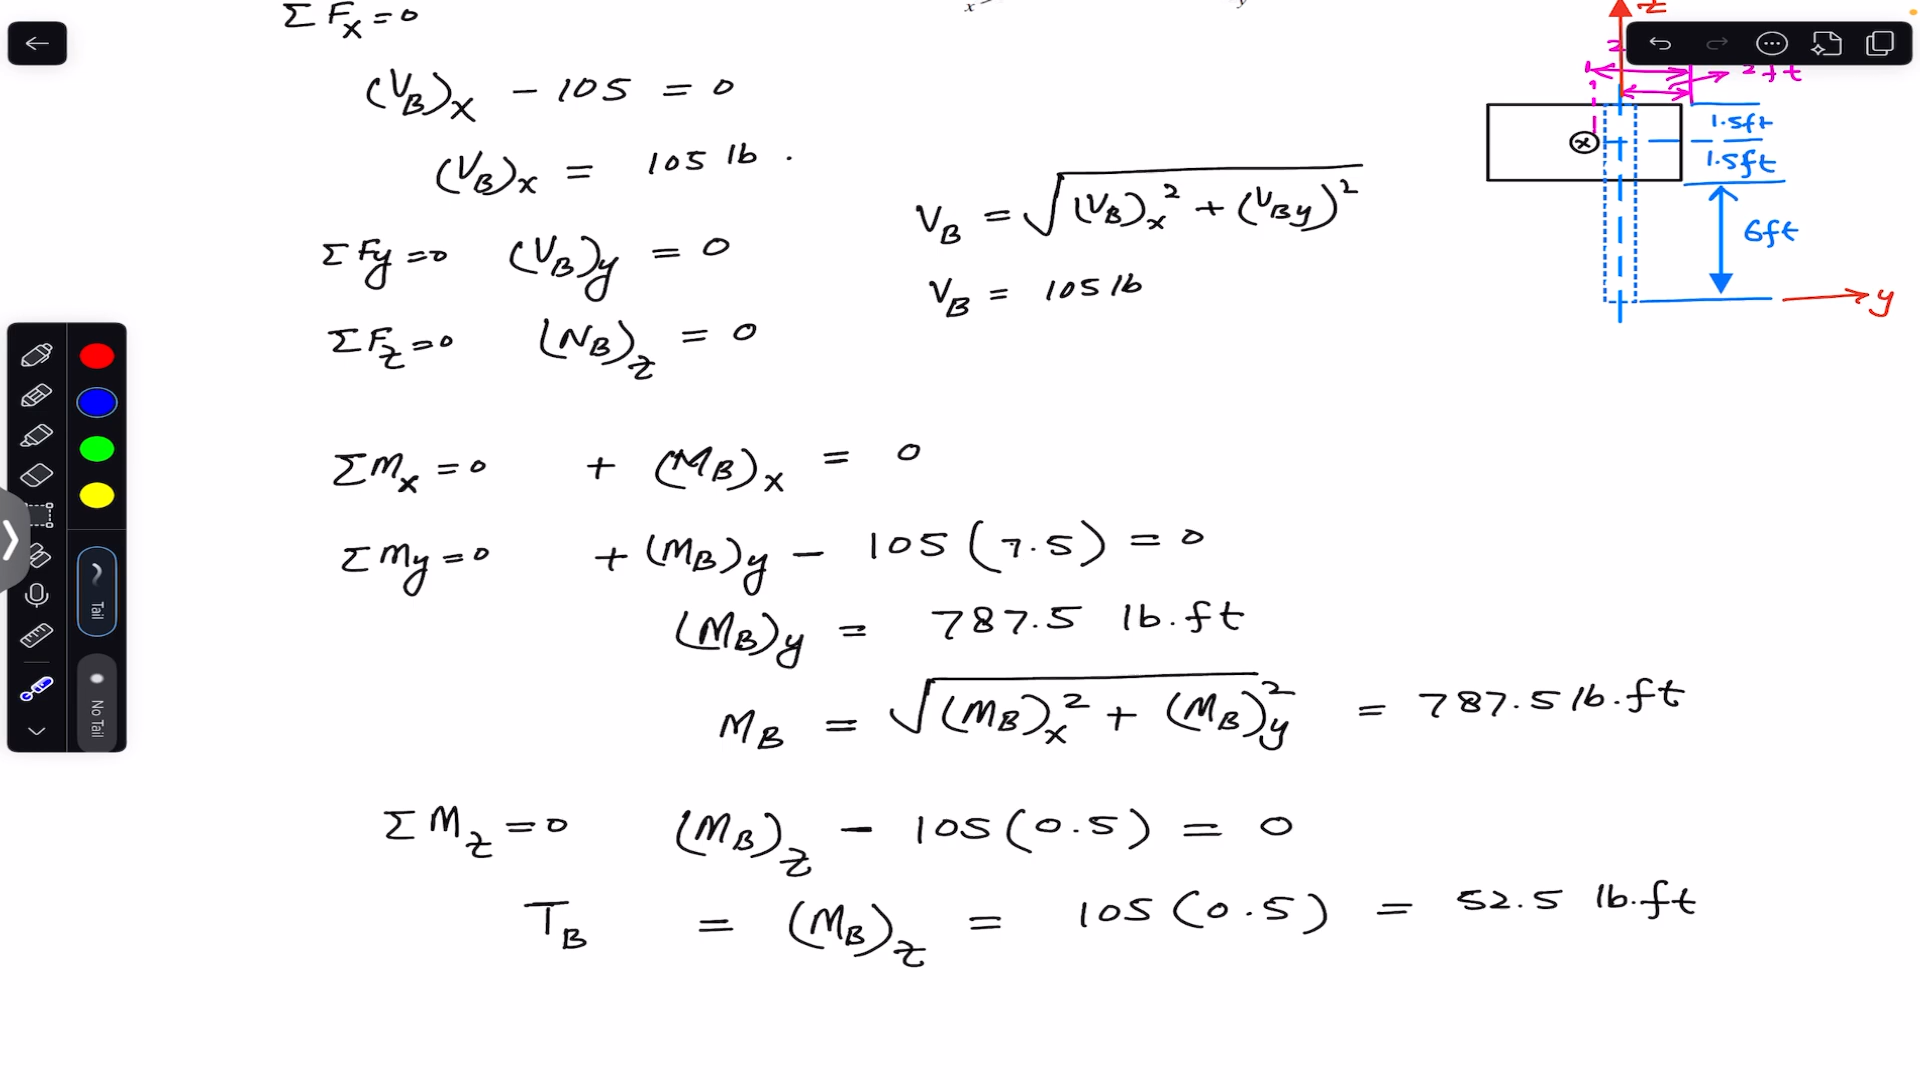 ΣFx=0
x
y
z
(VB)x - 105 = 0
2
2ft
(VB)x = 105 lb .
VB = √(VB)x² + (VBy)²
1.5ft
1.5ft
x
6ft
ΣFy=0 (VB)y = 0
VB = 105 lb
y
ΣFz=0 (NB)z = 0
ΣMx=0 + (MB)x = 0
ΣMy=0 + (MB)y - 105 (7.5) = 0
(MB)y = 787.5 lb.ft
MB = √(MB)x² + (MB)y² = 787.5 lb.ft
ΣMz=0 (MB)z - 105 (0.5) = 0
TB = (MB)z = 105 (0.5) = 52.5 lb.ft
Tail
No Tail